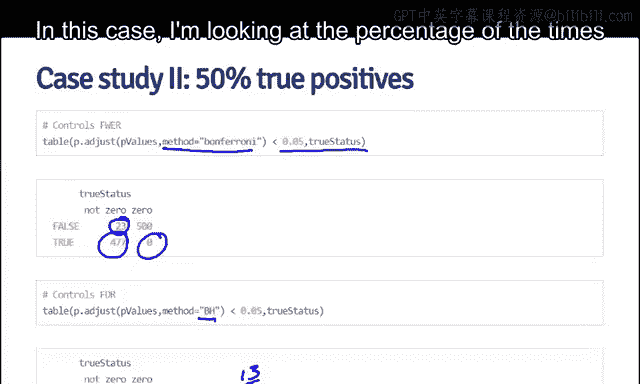 GPT中英字幕课程资源@bilibili.com
In this case, I'm looking at the percentage of the times
Case study II: 50% true positives
# Controls FWER
table(p.adjust(pValues,method="bonferroni") < 0.05,trueStatus)
trueStatus
not zero zero
FALSE 23 500
TRUE 477 0
# Controls FDR
table(p.adjust(pValues,method="BH") < 0.05,trueStatus)
trueStatus
not zero zero
13